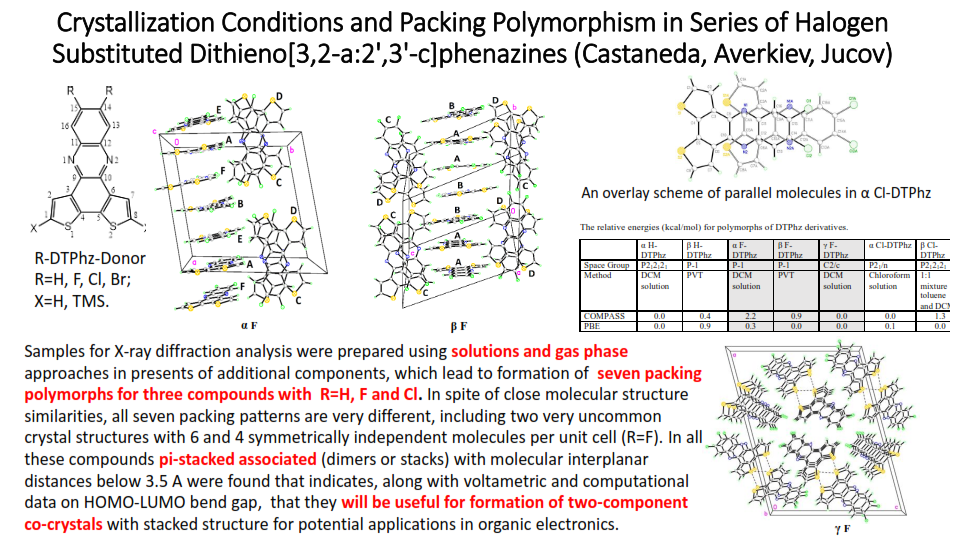 Crystallization Conditions and Packing Polymorphism in Series of Halogen
Substituted Dithieno[3,2-a:2',3'-c]phenazines (Castaneda, Averkiev, Jucov)
R R
15 14
16 13
11 12
1N N2
9 10
3 6
2 7
1 4 5 8
X S S
1 2
R-DTPhz-Donor
R=H, F, Cl, Br;
X=H, TMS.
D
E
c
0
A
b
F
C
B
D
E
a
A
F
C
α F
B
D
b
C
A
A
C
B
D
D
C
B
0
A
B
a
A
C
D
β F
An overlay scheme of parallel molecules in α Cl-DTPhz
The relative energies (kcal/mol) for polymorphs of DTPhz derivatives.
α H-DTPhz β H-DTPhz α F-DTPhz β F-DTPhz γ F-DTPhz α Cl-DTPhz β Cl-DTPhz
Space Group P2₁2₁2₁ P-1 P-1 P-1 C2/c P2₁/n P2₁2₁2₁
Method DCM solution PVT DCM solution PVT DCM solution Chloroform solution 1:1 mixture toluene and DCM
COMPASS 0.0 0.4 2.2 0.9 0.0 0.0 1.3
PBE 0.0 0.9 0.3 0.0 0.0 0.1 0.0
Samples for X-ray diffraction analysis were prepared using solutions and gas phase
approaches in presents of additional components, which lead to formation of seven packing
polymorphs for three compounds with R=H, F and Cl. In spite of close molecular structure
similarities, all seven packing patterns are very different, including two very uncommon
crystal structures with 6 and 4 symmetrically independent molecules per unit cell (R=F). In all
these compounds pi-stacked associated (dimers or stacks) with molecular interplanar
distances below 3.5 A were found that indicates, along with voltametric and computational
data on HOMO-LUMO bend gap, that they will be useful for formation of two-component
co-crystals with stacked structure for potential applications in organic electronics.
γ F